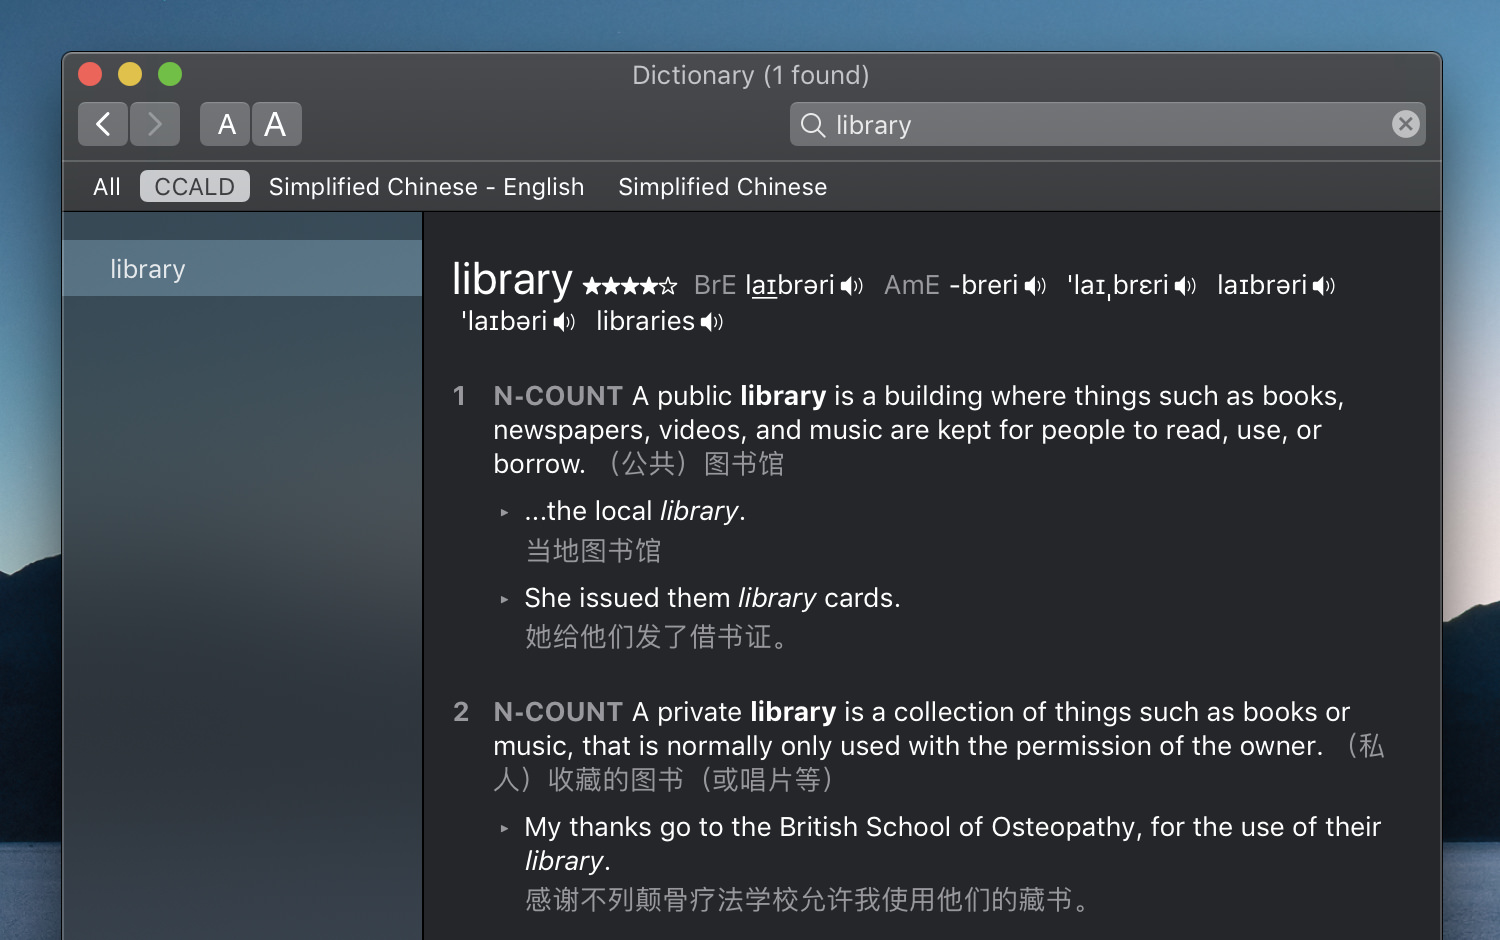 Dictionary (1 found)
A A library
All CCALD Simplified Chinese - English Simplified Chinese
library
library ★★★★☆ BrE laɪbrəri AmE -breri ˈlaɪˌbrɛri laɪbrəri
ˈlaɪbəri libraries
1 N-COUNT A public library is a building where things such as books,
newspapers, videos, and music are kept for people to read, use, or
borrow. （公共）图书馆
▸ ...the local library.
当地图书馆
▸ She issued them library cards.
她给他们发了借书证。
2 N-COUNT A private library is a collection of things such as books or
music, that is normally only used with the permission of the owner. （私
人）收藏的图书（或唱片等）
▸ My thanks go to the British School of Osteopathy, for the use of their
library.
感谢不列颠骨疗法学校允许我使用他们的藏书。